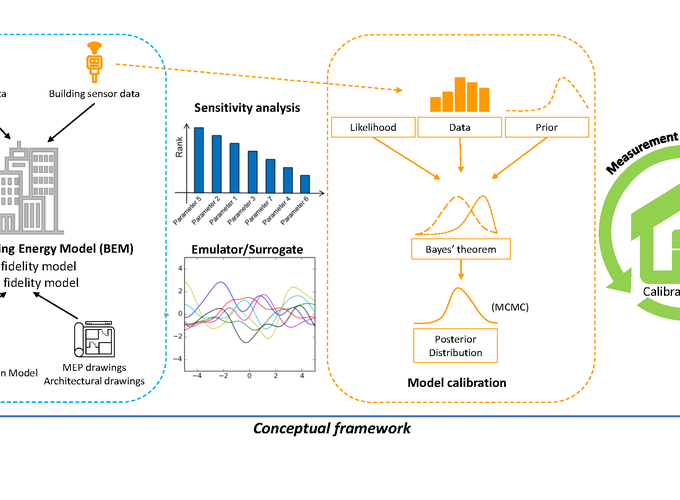 ta
Building sensor data
ing Energy Model (BEM)
fidelity model
fidelity model
n Model
MEP drawings
Architectural drawings
Sensitivity analysis
Rank
Parameter 5
Parameter 2
Parameter 1
Parameter 3
Parameter 7
Parameter 4
Parameter 6
Emulator/Surrogate
4
2
0
−2
−4
−4
−2
0
2
4
Likelihood
Data
Prior
Bayes’ theorem
(MCMC)
Posterior
Distribution
Model calibration
Measurement
Calibra
Conceptual framework